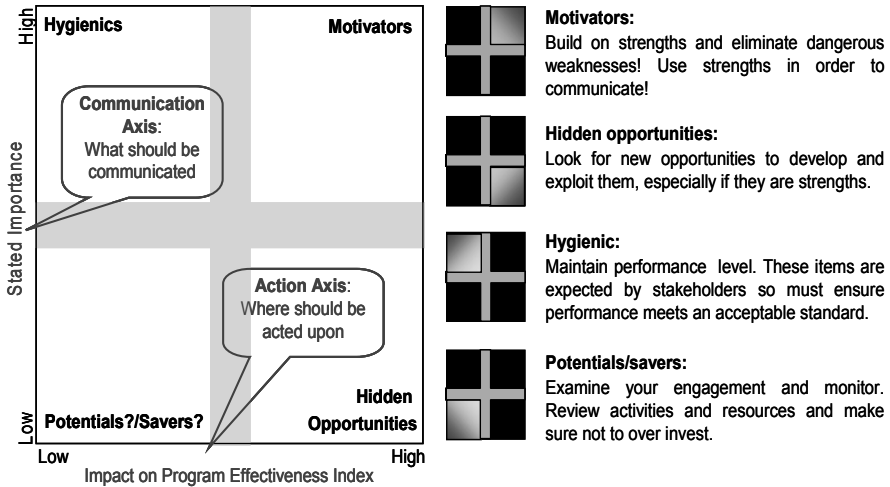 High
Hygienics
Motivators
Communication
Axis:
What should be
communicated
Stated Importance
Action Axis:
Where should be
acted upon
Hidden
Opportunities
Potentials?/Savers?
Low
Low
High
Impact on Program Effectiveness Index
Motivators:
Build on strengths and eliminate dangerous
weaknesses! Use strengths in order to
communicate!
Hidden opportunities:
Look for new opportunities to develop and
exploit them, especially if they are strengths.
Hygienic:
Maintain performance level. These items are
expected by stakeholders so must ensure
performance meets an acceptable standard.
Potentials/savers:
Examine your engagement and monitor.
Review activities and resources and make
sure not to over invest.